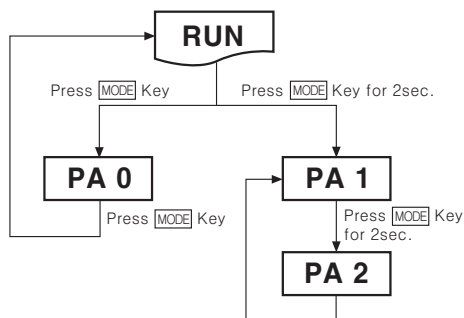 RUN
Press MODE Key
Press MODE Key for 2sec.
PA 0
PA 1
Press MODE Key
Press MODE Key
for 2sec.
PA 2